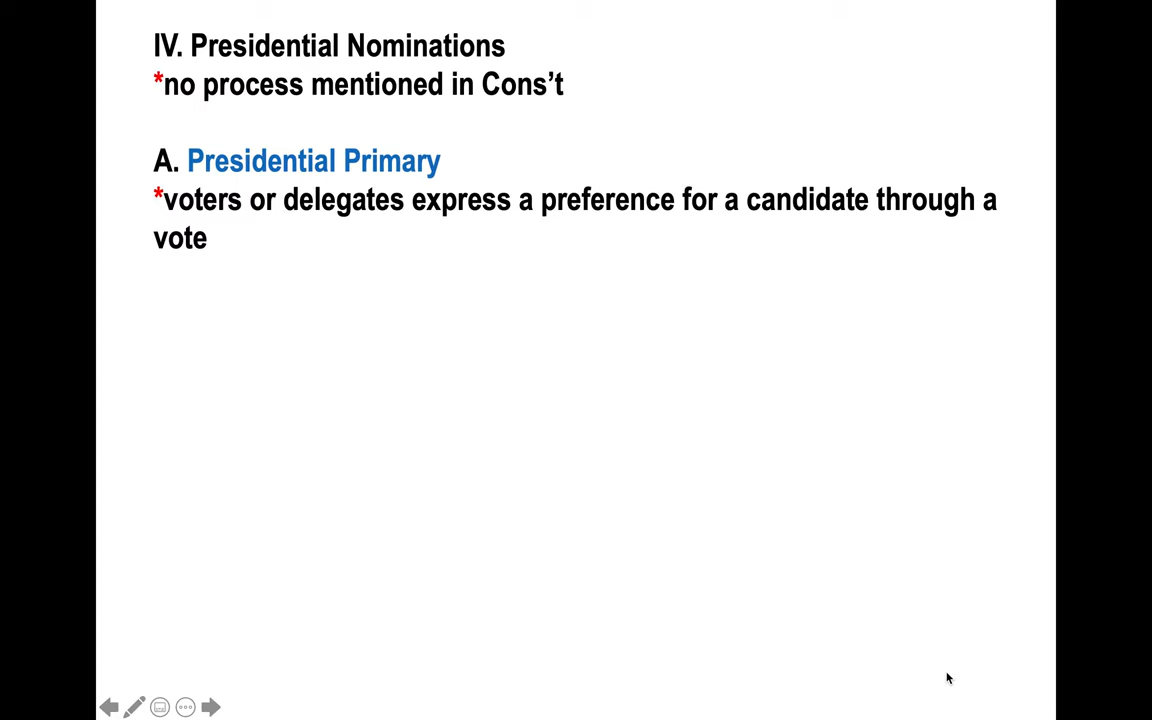 IV. Presidential Nominations
*no process mentioned in Cons’t
A. Presidential Primary
*voters or delegates express a preference for a candidate through a
vote